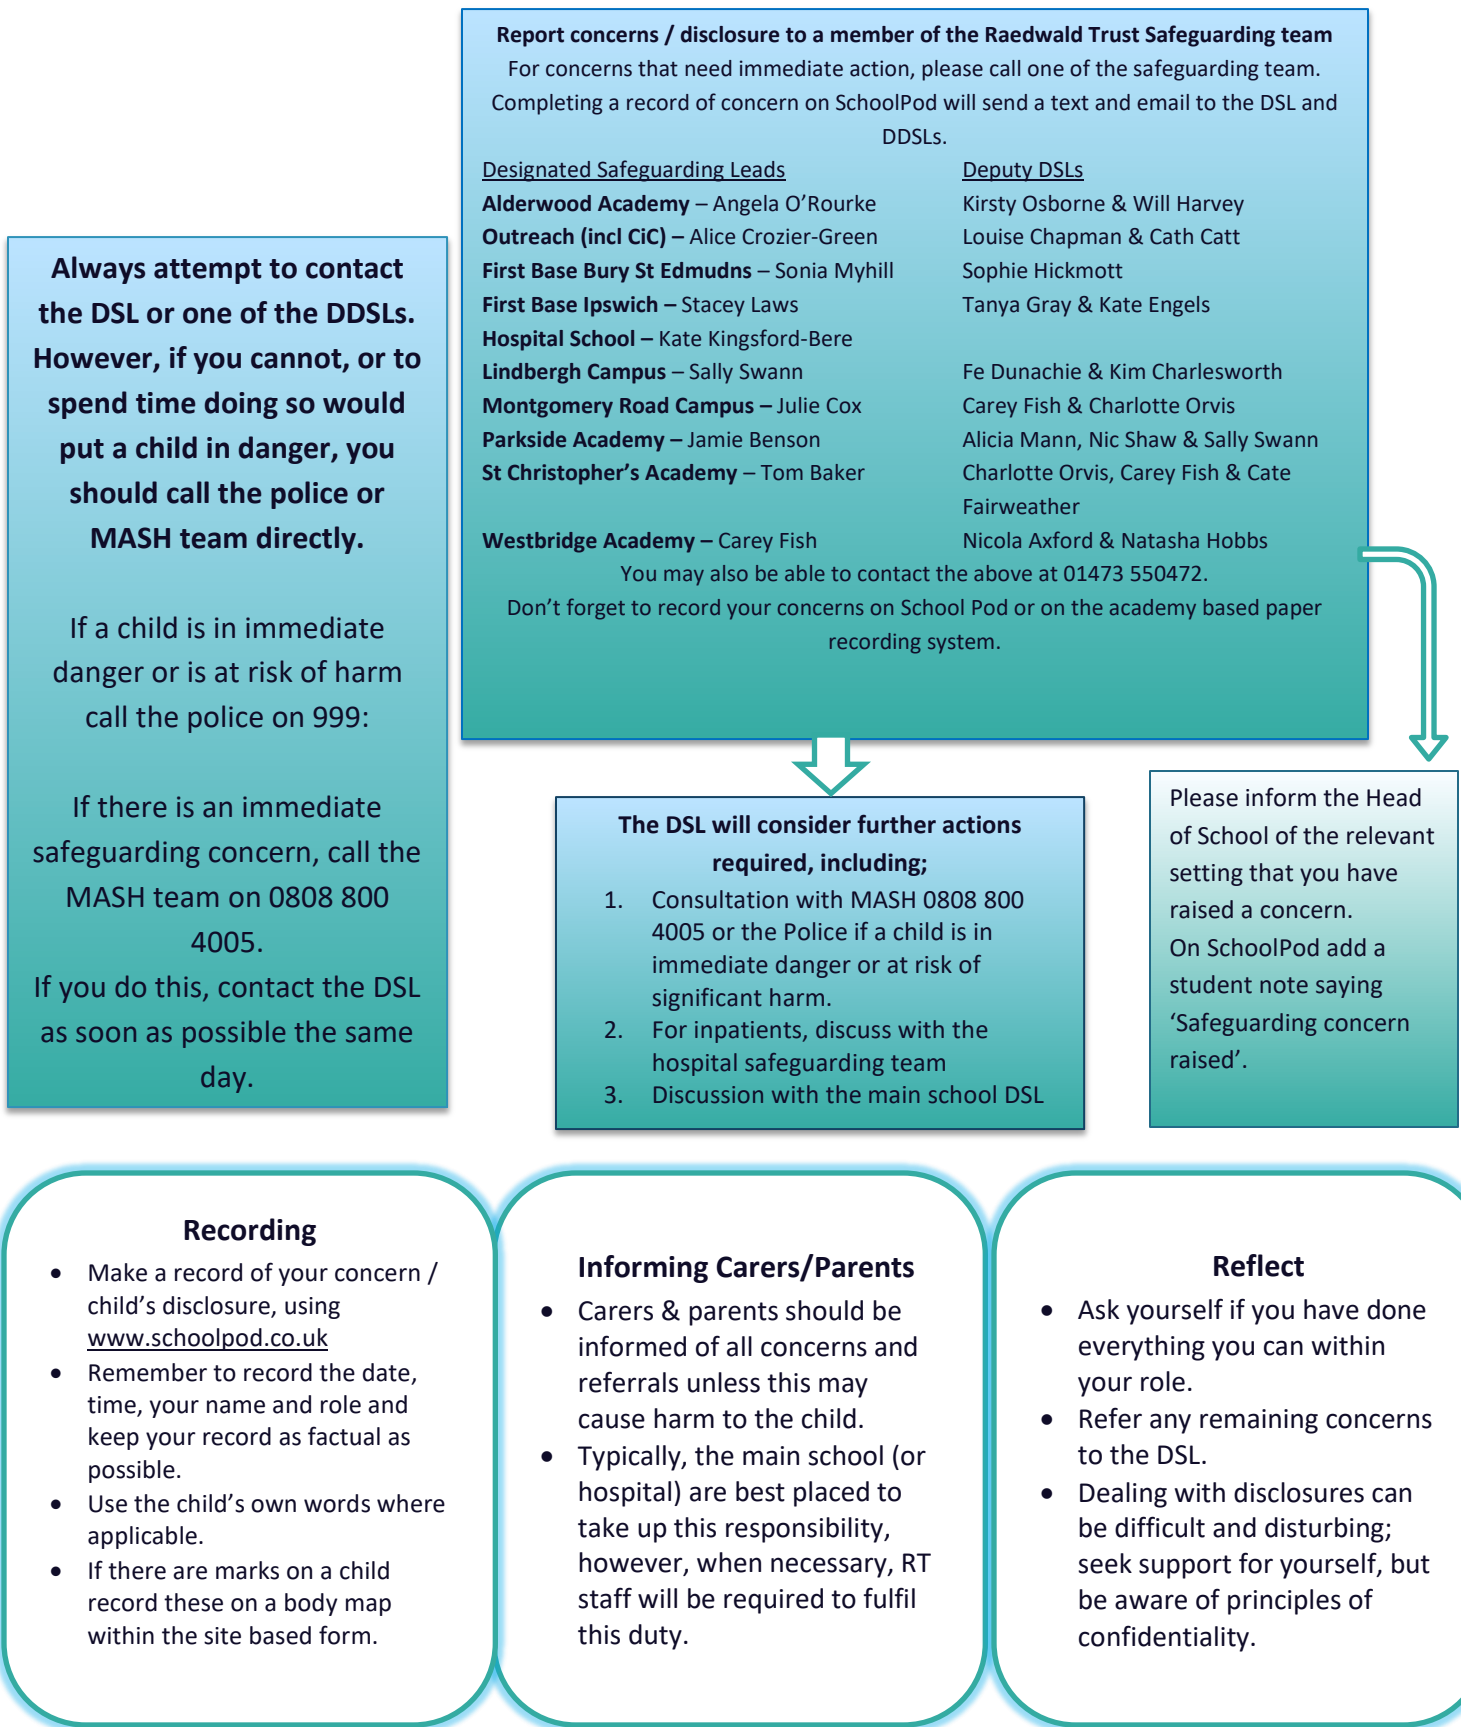 Report concerns / disclosure to a member of the Raedwald Trust Safeguarding team
For concerns that need immediate action, please call one of the safeguarding team.
Completing a record of concern on SchoolPod will send a text and email to the DSL and
DDSLs.
Designated Safeguarding Leads Deputy DSLs
Alderwood Academy – Angela O’Rourke Kirsty Osborne & Will Harvey
Outreach (incl CiC) – Alice Crozier-Green Louise Chapman & Cath Catt
First Base Bury St Edmudns – Sonia Myhill Sophie Hickmott
First Base Ipswich – Stacey Laws Tanya Gray & Kate Engels
Hospital School – Kate Kingsford-Bere
Lindbergh Campus – Sally Swann Fe Dunachie & Kim Charlesworth
Montgomery Road Campus – Julie Cox Carey Fish & Charlotte Orvis
Parkside Academy – Jamie Benson Alicia Mann, Nic Shaw & Sally Swann
St Christopher’s Academy – Tom Baker Charlotte Orvis, Carey Fish & Cate
Fairweather
Westbridge Academy – Carey Fish Nicola Axford & Natasha Hobbs
You may also be able to contact the above at 01473 550472.
Don’t forget to record your concerns on School Pod or on the academy based paper
recording system.
Always attempt to contact
the DSL or one of the DDSLs.
However, if you cannot, or to
spend time doing so would
put a child in danger, you
should call the police or
MASH team directly.
If a child is in immediate
danger or is at risk of harm
call the police on 999:
If there is an immediate
safeguarding concern, call the
MASH team on 0808 800
4005.
If you do this, contact the DSL
as soon as possible the same
day.
The DSL will consider further actions
required, including;
1. Consultation with MASH 0808 800
4005 or the Police if a child is in
immediate danger or at risk of
significant harm.
2. For inpatients, discuss with the
hospital safeguarding team
3. Discussion with the main school DSL
Please inform the Head
of School of the relevant
setting that you have
raised a concern.
On SchoolPod add a
student note saying
‘Safeguarding concern
raised’.
Recording
• Make a record of your concern /
child’s disclosure, using
www.schoolpod.co.uk
• Remember to record the date,
time, your name and role and
keep your record as factual as
possible.
• Use the child’s own words where
applicable.
• If there are marks on a child
record these on a body map
within the site based form.
Informing Carers/Parents
• Carers & parents should be
informed of all concerns and
referrals unless this may
cause harm to the child.
• Typically, the main school (or
hospital) are best placed to
take up this responsibility,
however, when necessary, RT
staff will be required to fulfil
this duty.
Reflect
• Ask yourself if you have done
everything you can within
your role.
• Refer any remaining concerns
to the DSL.
• Dealing with disclosures can
be difficult and disturbing;
seek support for yourself, but
be aware of principles of
confidentiality.